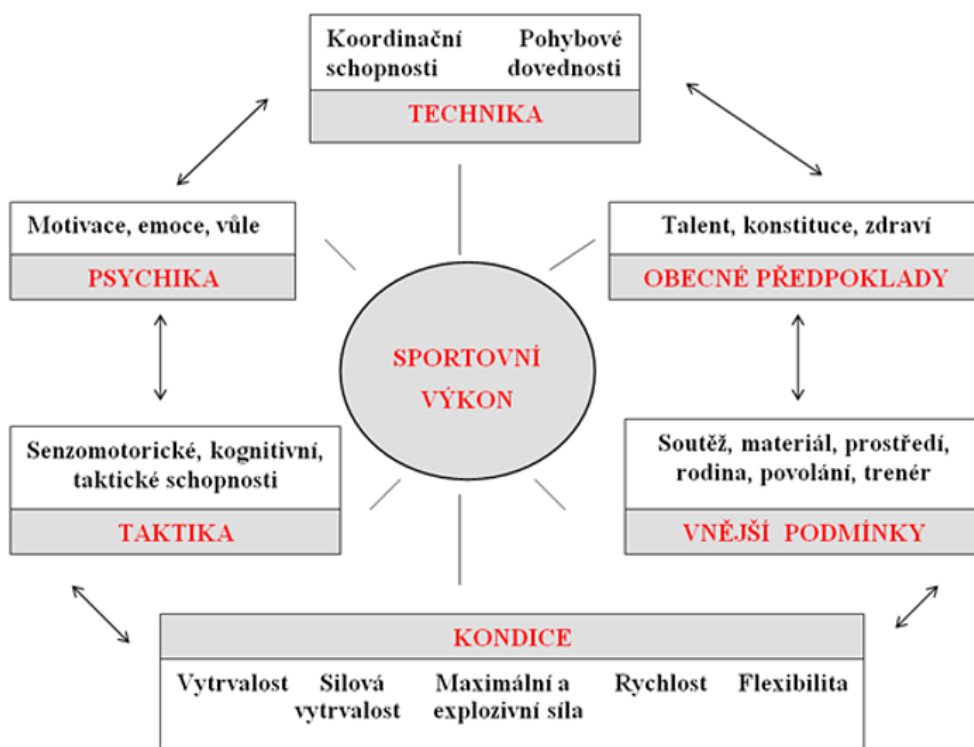 Koordinační schopnosti
Pohybové dovednosti
TECHNIKA
Motivace, emoce, vůle
PSYCHIKA
Talent, konstituce, zdraví
OBECNÉ PŘEDPOKLADY
SPORTOVNÍ
VÝKON
Senzomotorické, kognitivní,
taktické schopnosti
TAKTIKA
Soutěž, materiál, prostředí,
rodina, povolání, trenér
VNĚJŠÍ PODMÍNKY
KONDICE
Vytrvalost
Silová
vytrvalost
Maximální a
explozivní síla
Rychlost
Flexibilita